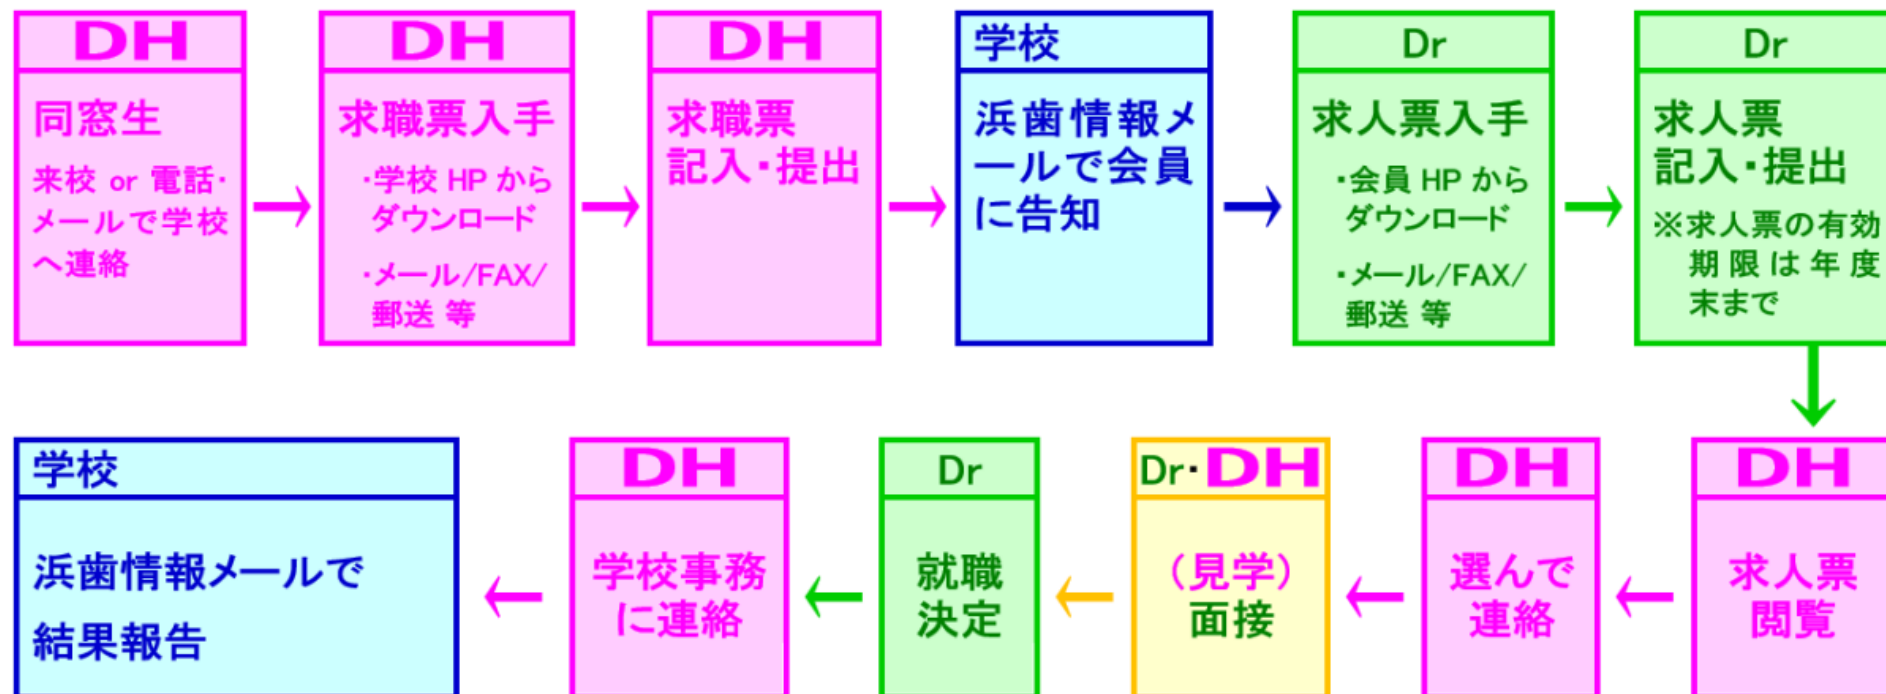 DH
同窓生
来校 or 電話・
メールで学校
へ連絡
DH
求職票入手
・学校 HP から
ダウンロード
・メール/FAX/
郵送 等
DH
求職票
記入・提出
学校
浜歯情報メ
ールで会員
に告知
Dr
求人票入手
・会員 HP から
ダウンロード
・メール/FAX/
郵送 等
Dr
求人票
記入・提出
※求人票の有効
期限は年度
末まで
DH
求人票
閲覧
DH
選んで
連絡
Dr・DH
（見学）
面接
Dr
就職
決定
DH
学校事務
に連絡
学校
浜歯情報メールで
結果報告